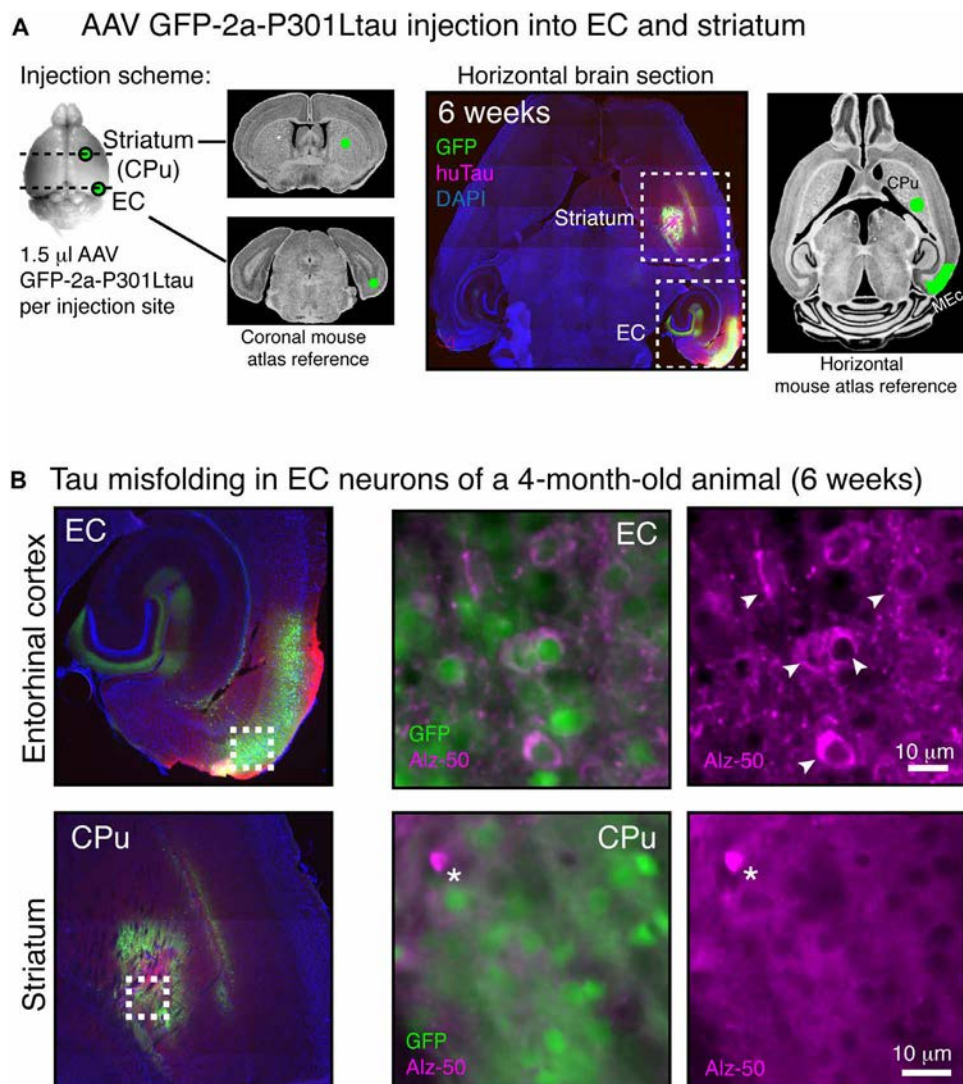 A AAV GFP-2a-P301Ltau injection into EC and striatum
Injection scheme:
Striatum
(CPu)
EC
1.5 μl AAV
GFP-2a-P301Ltau
per injection site
Coronal mouse
atlas reference
Horizontal brain section
6 weeks
GFP
huTau
DAPI
Striatum
EC
CPu
MEc
Horizontal
mouse atlas reference
B Tau misfolding in EC neurons of a 4-month-old animal (6 weeks)
Entorhinal cortex
EC
EC
GFP
Alz-50
Alz-50
10 μm
Striatum
CPu
CPu
*
GFP
Alz-50
*
Alz-50
10 μm